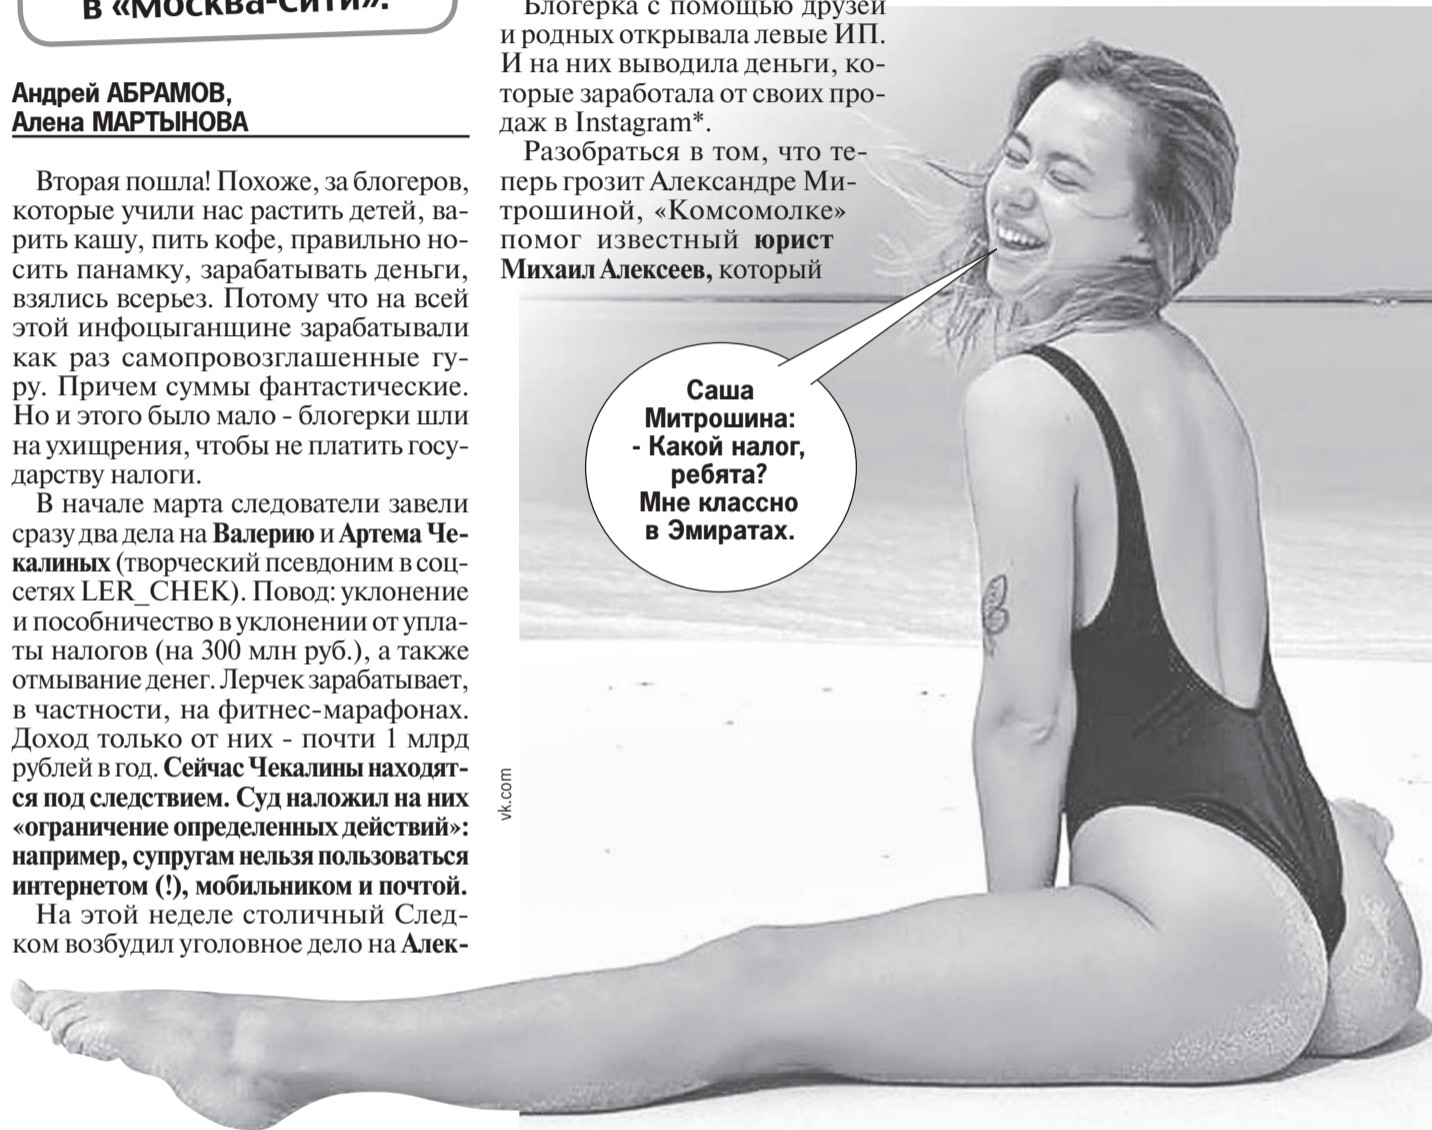 в «Москва-Сити».
Андрей АБРАМОВ,
Алена МАРТЫНОВА
Вторая пошла! Похоже, за блогеров,
которые учили нас растить детей, ва-
рить кашу, пить кофе, правильно но-
сить панамку, зарабатывать деньги,
взялись всерьез. Потому что на всей
этой инфоцыганщине зарабатывали
как раз самопровозглашенные гу-
ру. Причем суммы фантастические.
Но и этого было мало - блогерки шли
на ухищрения, чтобы не платить госу-
дарству налоги.
В начале марта следователи завели
сразу два дела на Валерию и Артема Че-
калиных (творческий псевдоним в соц-
сетях LER_CHEK). Повод: уклонение
и пособничество в уклонении от упла-
ты налогов (на 300 млн руб.), а также
отмывание денег. Лерчек зарабатывает,
в частности, на фитнес-марафонах.
Доход только от них - почти 1 млрд
рублей в год. Сейчас Чекалины находят-
ся под следствием. Суд наложил на них
«ограничение определенных действий»:
например, супругам нельзя пользоваться
интернетом (!), мобильником и почтой.
На этой неделе столичный След-
ком возбудил уголовное дело на Алек-
Блогерка с помощью друзей
и родных открывала левые ИП.
И на них выводила деньги, ко-
торые заработала от своих про-
даж в Instagram*.
Разобраться в том, что те-
перь грозит Александре Ми-
трошиной, «Комсомолке»
помог известный юрист
Михаил Алексеев, который
Саша
Митрошина:
- Какой налог,
ребята?
Мне классно
в Эмиратах.
vk.com